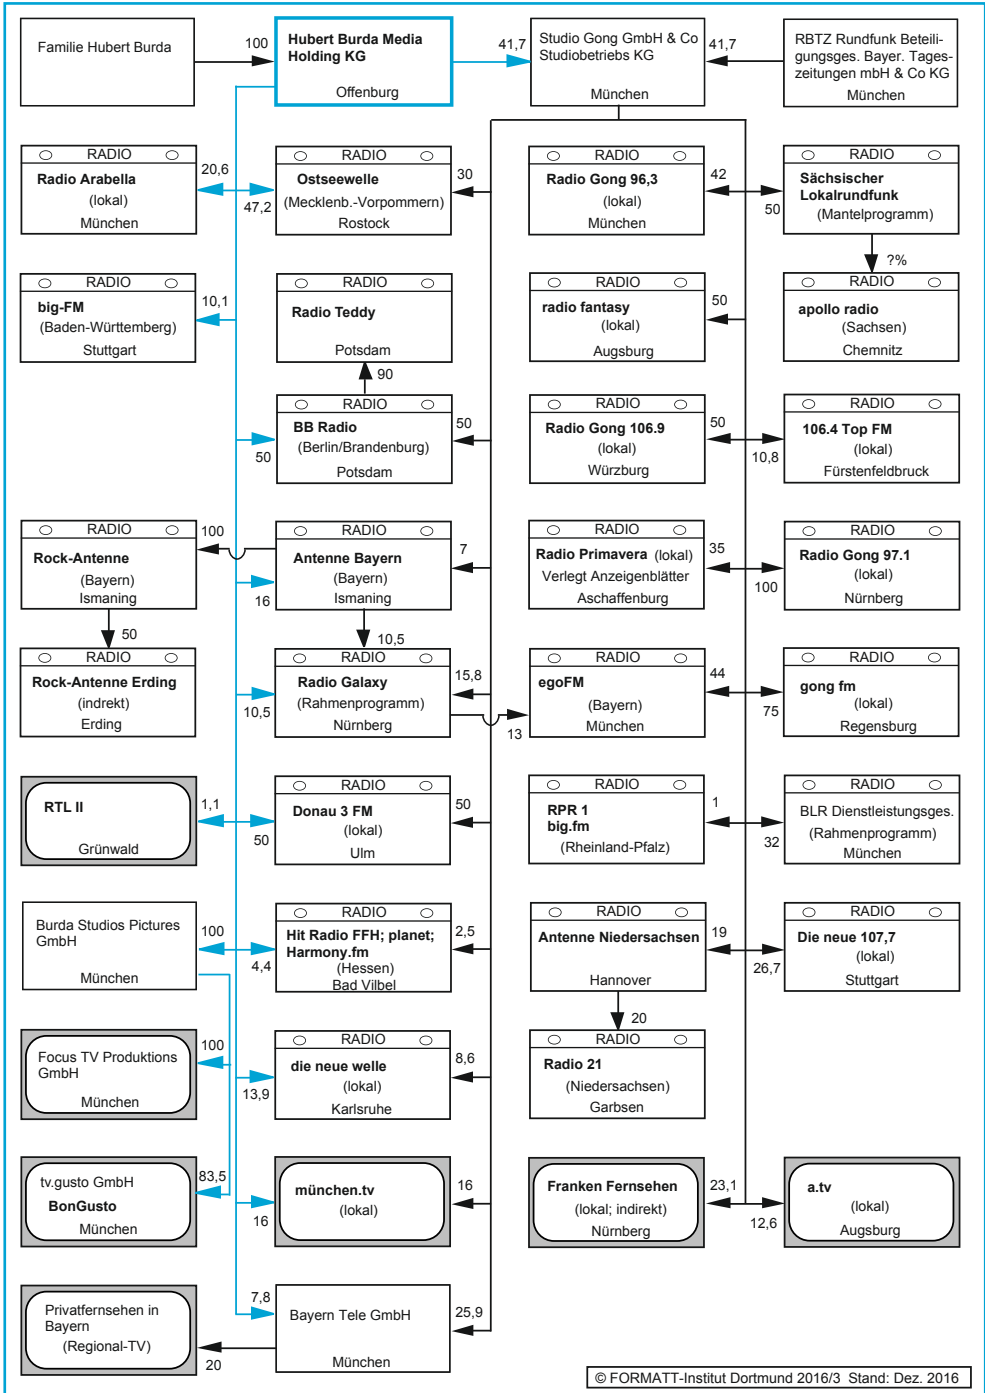 Familie Hubert Burda
100
Hubert Burda Media
Holding KG
Offenburg
41,7
Studio Gong GmbH & Co
Studiobetriebs KG
München
41,7
RBTZ Rundfunk Beteili-
gungsges. Bayer. Tages-
zeitungen mbH & Co KG
München
RADIO
Radio Arabella
(lokal)
München
20,6
47,2
RADIO
Ostseewelle
(Mecklenb.-Vorpommern)
Rostock
30
RADIO
Radio Gong 96,3
(lokal)
München
42
50
RADIO
Sächsischer
Lokalrundfunk
(Mantelprogramm)
?%
RADIO
big-FM
(Baden-Württemberg)
Stuttgart
10,1
RADIO
Radio Teddy
Potsdam
90
RADIO
radio fantasy
(lokal)
Augsburg
50
RADIO
apollo radio
(Sachsen)
Chemnitz
RADIO
BB Radio
(Berlin/Brandenburg)
Potsdam
50
50
RADIO
Radio Gong 106.9
(lokal)
Würzburg
50
10,8
RADIO
106.4 Top FM
(lokal)
Fürstenfeldbruck
RADIO
Rock-Antenne
(Bayern)
Ismaning
100
50
RADIO
Antenne Bayern
(Bayern)
Ismaning
16
7
10,5
RADIO
Radio Primavera (lokal)
Verlegt Anzeigenblätter
Aschaffenburg
35
100
RADIO
Radio Gong 97.1
(lokal)
Nürnberg
RADIO
Rock-Antenne Erding
(indirekt)
Erding
10,5
RADIO
Radio Galaxy
(Rahmenprogramm)
Nürnberg
15,8
13
RADIO
egoFM
(Bayern)
München
44
75
RADIO
gong fm
(lokal)
Regensburg
RTL II
Grünwald
1,1
50
RADIO
Donau 3 FM
(lokal)
Ulm
50
RADIO
RPR 1
big.fm
(Rheinland-Pfalz)
1
32
RADIO
BLR Dienstleistungsges.
(Rahmenprogramm)
München
Burda Studios Pictures
GmbH
München
100
4,4
RADIO
Hit Radio FFH; planet;
Harmony.fm
(Hessen)
Bad Vilbel
2,5
RADIO
Antenne Niedersachsen
Hannover
19
26,7
20
RADIO
Die neue 107,7
(lokal)
Stuttgart
Focus TV Produktions
GmbH
München
100
13,9
RADIO
die neue welle
(lokal)
Karlsruhe
8,6
RADIO
Radio 21
(Niedersachsen)
Garbsen
tv.gusto GmbH
BonGusto
München
83,5
16
münchen.tv
(lokal)
16
Franken Fernsehen
(lokal; indirekt)
Nürnberg
23,1
12,6
a.tv
(lokal)
Augsburg
Privatfernsehen in
Bayern
(Regional-TV)
20
7,8
Bayern Tele GmbH
München
25,9
© FORMATT-Institut Dortmund 2016/3 Stand: Dez. 2016